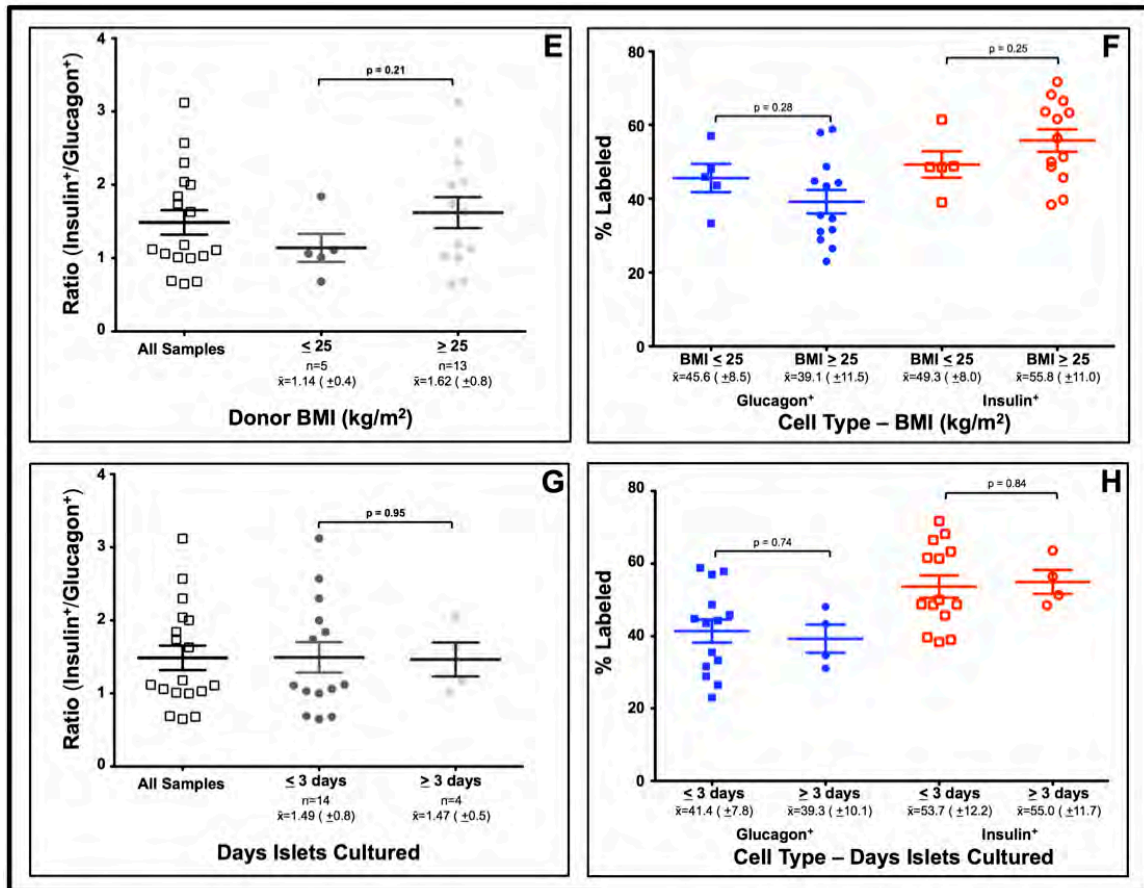 E
4
3
2
1
0
Ratio (Insulin⁺/Glucagon⁺)
p = 0.21
All Samples
≤ 25
≥ 25
n=5
n=13
x̄=1.14 ( ±0.4)
x̄=1.62 ( ±0.8)
Donor BMI (kg/m²)
F
80
60
40
20
0
% Labeled
p = 0.28
p = 0.25
BMI ≤ 25
BMI ≥ 25
BMI ≤ 25
BMI ≥ 25
x̄=45.6 ( ±8.5)
x̄=39.1 ( ±11.5)
x̄=49.3 ( ±8.0)
x̄=55.8 ( ±11.0)
Glucagon⁺
Insulin⁺
Cell Type – BMI (kg/m²)
G
4
3
2
1
0
Ratio (Insulin⁺/Glucagon⁺)
p = 0.95
All Samples
≤ 3 days
≥ 3 days
n=14
n=4
x̄=1.49 ( ±0.8)
x̄=1.47 ( ±0.5)
Days Islets Cultured
H
80
60
40
20
0
% Labeled
p = 0.74
p = 0.84
≤ 3 days
≥ 3 days
≤ 3 days
≥ 3 days
x̄=41.4 ( ±7.8)
x̄=39.3 ( ±10.1)
x̄=53.7 ( ±12.2)
x̄=55.0 ( ±11.7)
Glucagon⁺
Insulin⁺
Cell Type – Days Islets Cultured